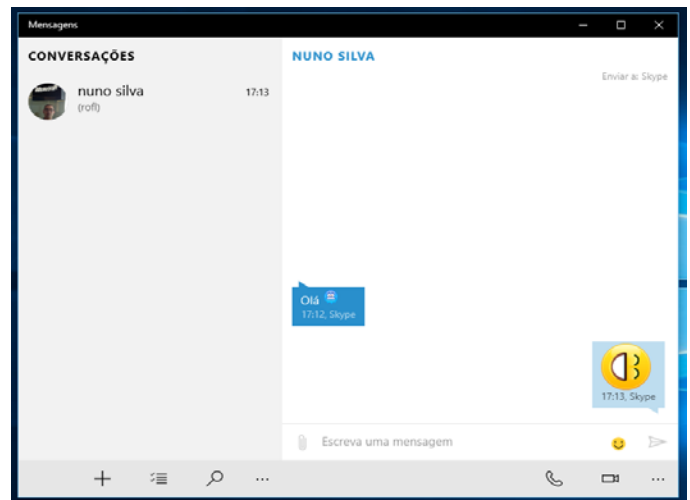 Mensagens
CONVERSAÇÕES
nuno silva
17:13
(rofl)
NUNO SILVA
Enviar a: Skype
Olá
17:12, Skype
17:13, Skype
Escreva uma mensagem